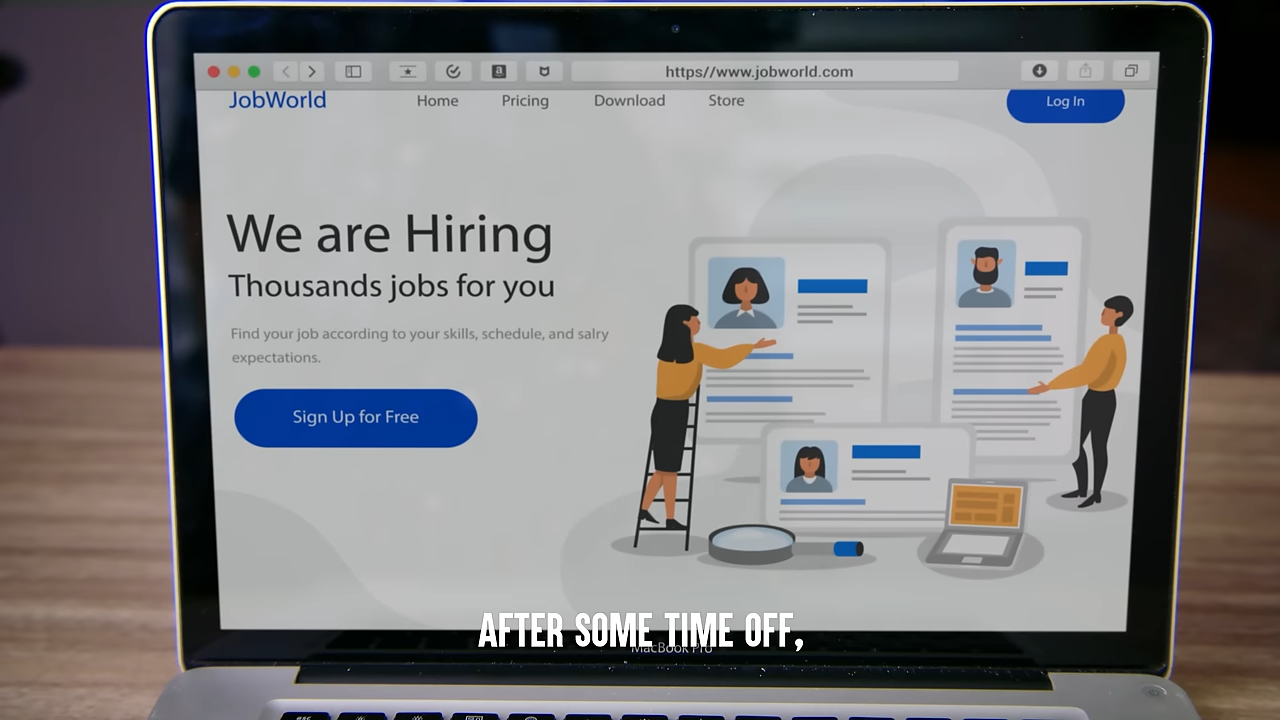 https//www.jobworld.com
JobWorld
Home
Pricing
Download
Store
Log In
We are Hiring
Thousands jobs for you
Find your job according to your skills, schedule, and salry
expectations.
Sign Up for Free
AFTER SOME TIME OFF,
MacBook Pro
esc